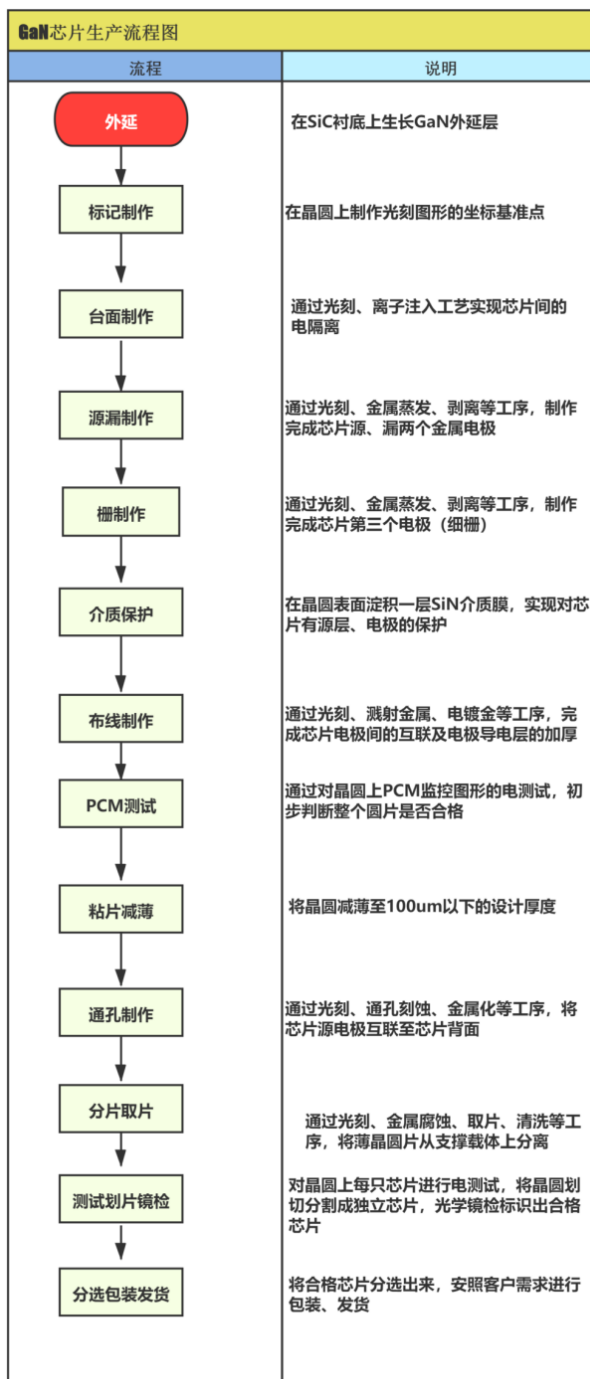 GaN芯片生产流程图
流程
说明
外延
在SiC衬底上生长GaN外延层
标记制作
在晶圆上制作光刻图形的坐标基准点
台面制作
通过光刻、离子注入工艺实现芯片间的
电隔离
源漏制作
通过光刻、金属蒸发、剥离等工序，制作
完成芯片源、漏两个金属电极
栅制作
通过光刻、金属蒸发、剥离等工序，制作
完成芯片第三个电极（细栅）
介质保护
在晶圆表面淀积一层SiN介质膜，实现对芯
片有源层、电极的保护
布线制作
通过光刻、溅射金属、电镀金等工序，完
成芯片电极间的互联及电极导电层的加厚
PCM测试
通过对晶圆上PCM监控图形的电测试，初
步判断整个圆片是否合格
粘片减薄
将晶圆减薄至100um以下的设计厚度
通孔制作
通过光刻、通孔刻蚀、金属化等工序，将
芯片源电极互联至芯片背面
分片取片
通过光刻、金属腐蚀、取片、清洗等工
序，将薄晶圆片从支撑载体上分离
测试划片镜检
对晶圆上每只芯片进行电测试，将晶圆划
切分割成独立芯片，光学镜检标识出合格
芯片
分选包装发货
将合格芯片分选出来，安照客户需求进行
包装、发货